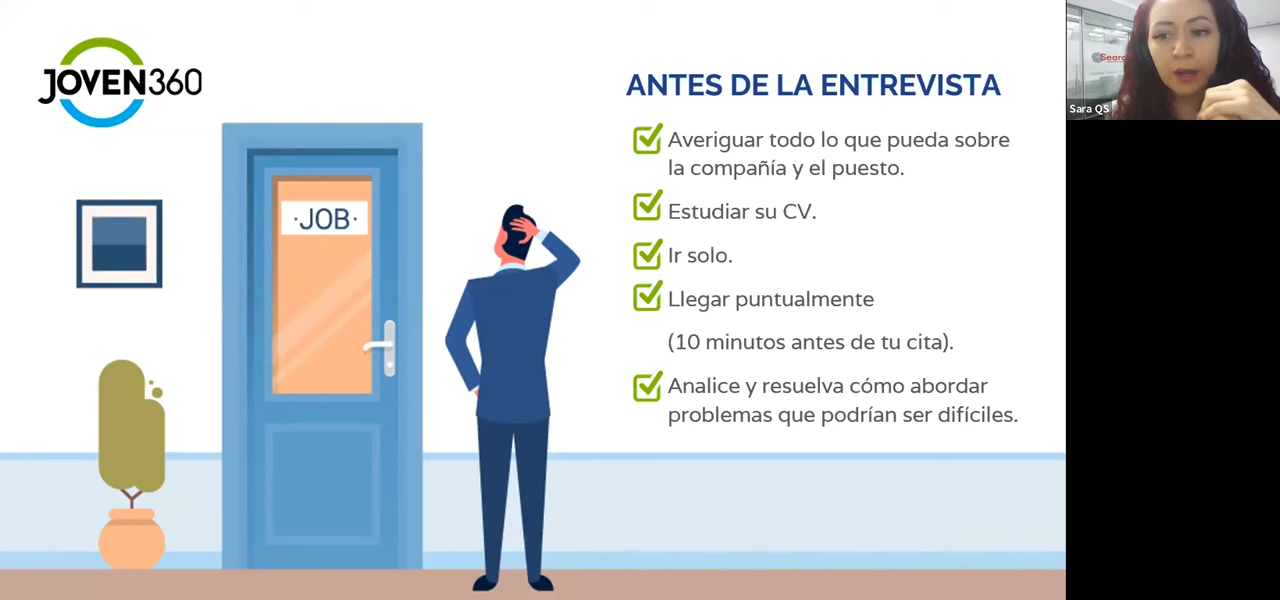 JOVEN360
ANTES DE LA ENTREVISTA
Averiguar todo lo que pueda sobre
la compañía y el puesto.
Estudiar su CV.
Ir solo.
Llegar puntualmente
(10 minutos antes de tu cita).
Analice y resuelva cómo abordar
problemas que podrían ser difíciles.
·JOB·
Sara QS